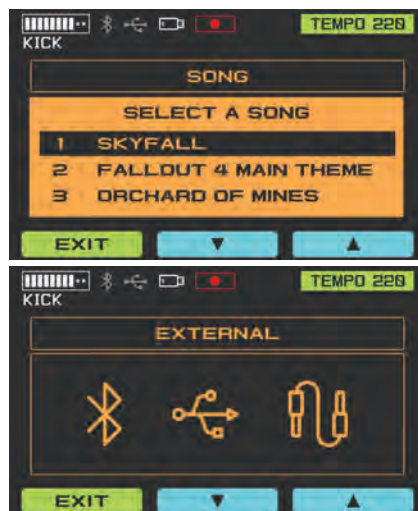 TEMPO 220
KICK
SONG
SELECT A SONG
1 SKYFALL
2 FALLOUT 4 MAIN THEME
3 ORCHARD OF MINES
EXIT
TEMPO 220
KICK
EXTERNAL
EXIT